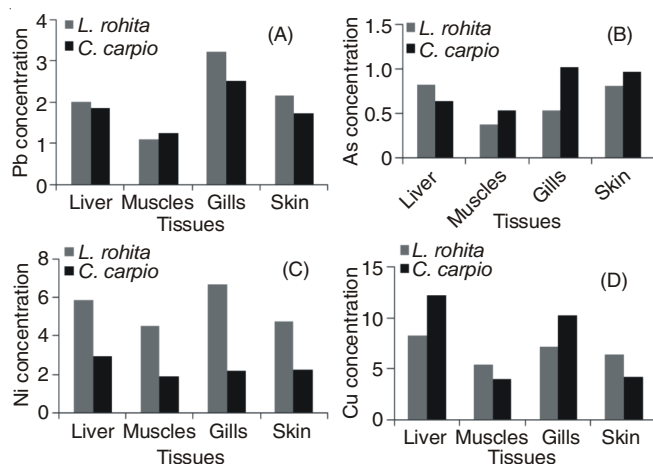 (A)
L. rohita
C. carpio
Pb concentration
4
3
2
1
0
Liver Muscles Gills Skin
Tissues
(B)
L. rohita
C. carpio
As concentration
1.5
1.0
0.5
0
Liver Muscles Gills Skin
Tissues
(C)
L. rohita
C. carpio
Ni concentration
8
6
4
2
0
Liver Muscles Gills Skin
Tissues
(D)
L. rohita
C. carpio
Cu concentration
15
10
5
0
Liver Muscles Gills Skin
Tissues